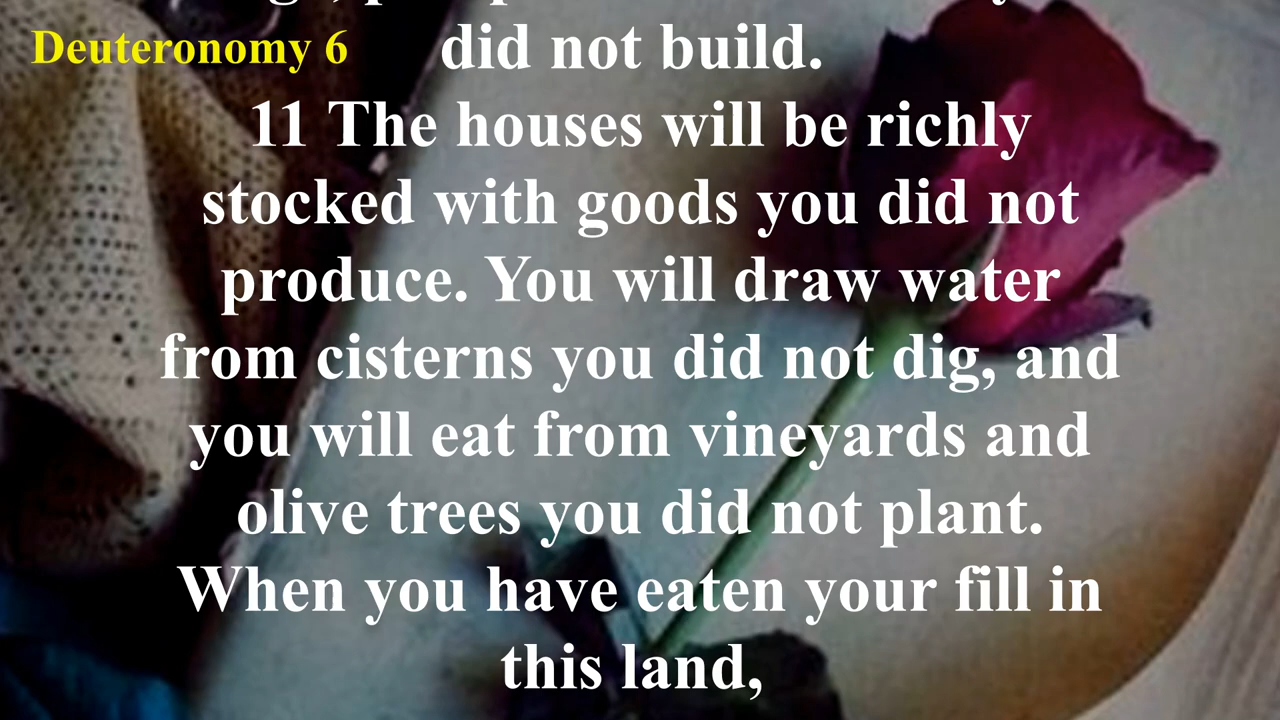 Deuteronomy 6
did not build.
11 The houses will be richly
stocked with goods you did not
produce. You will draw water
from cisterns you did not dig, and
you will eat from vineyards and
olive trees you did not plant.
When you have eaten your fill in
this land,